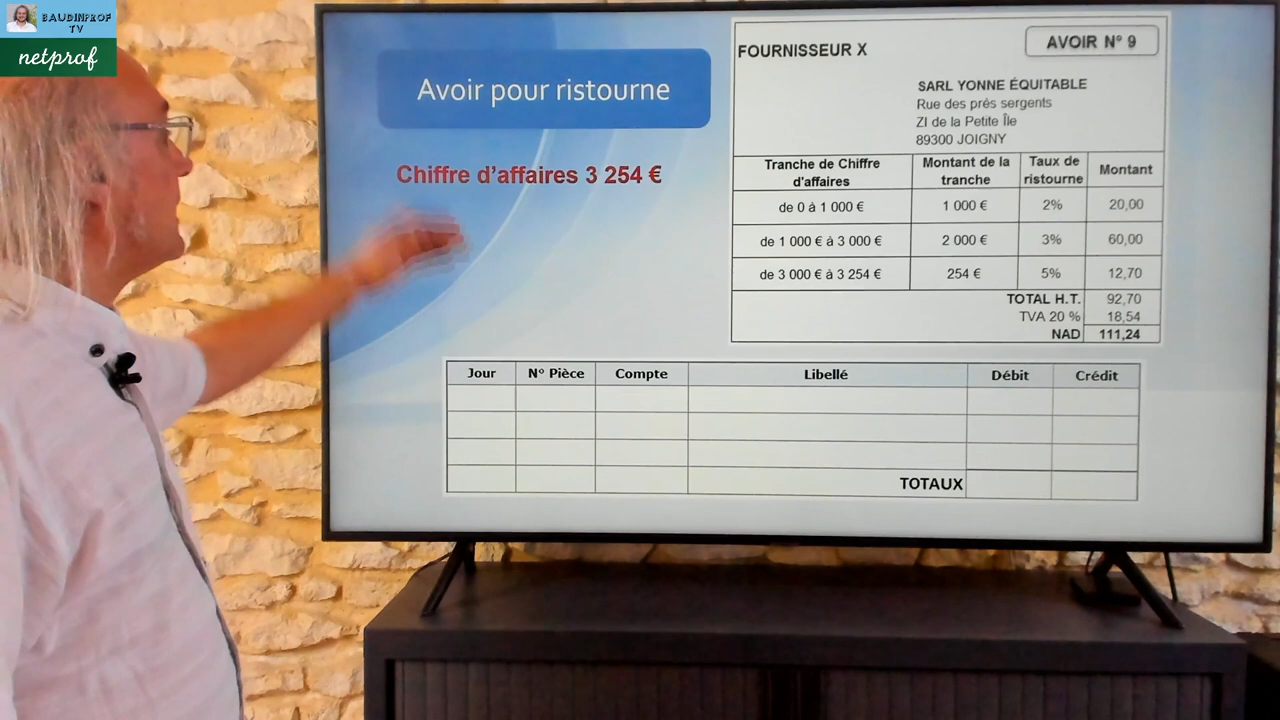 BAUDINPROF
TV
netprof
Avoir pour ristourne
Chiffre d'affaires 3 254 €
FOURNISSEUR X
AVOIR N° 9
SARL YONNE ÉQUITABLE
Rue des prés sergents
ZI de la Petite Île
89300 JOIGNY
Tranche de Chiffre d'affaires Montant de la tranche Taux de ristourne Montant
de 0 à 1 000 € 1 000 € 2% 20,00
de 1 000 € à 3 000 € 2 000 € 3% 60,00
de 3 000 € à 3 254 € 254 € 5% 12,70
TOTAL H.T. 92,70
TVA 20 % 18,54
NAD 111,24
Jour N° Pièce Compte Libellé Débit Crédit
TOTAUX